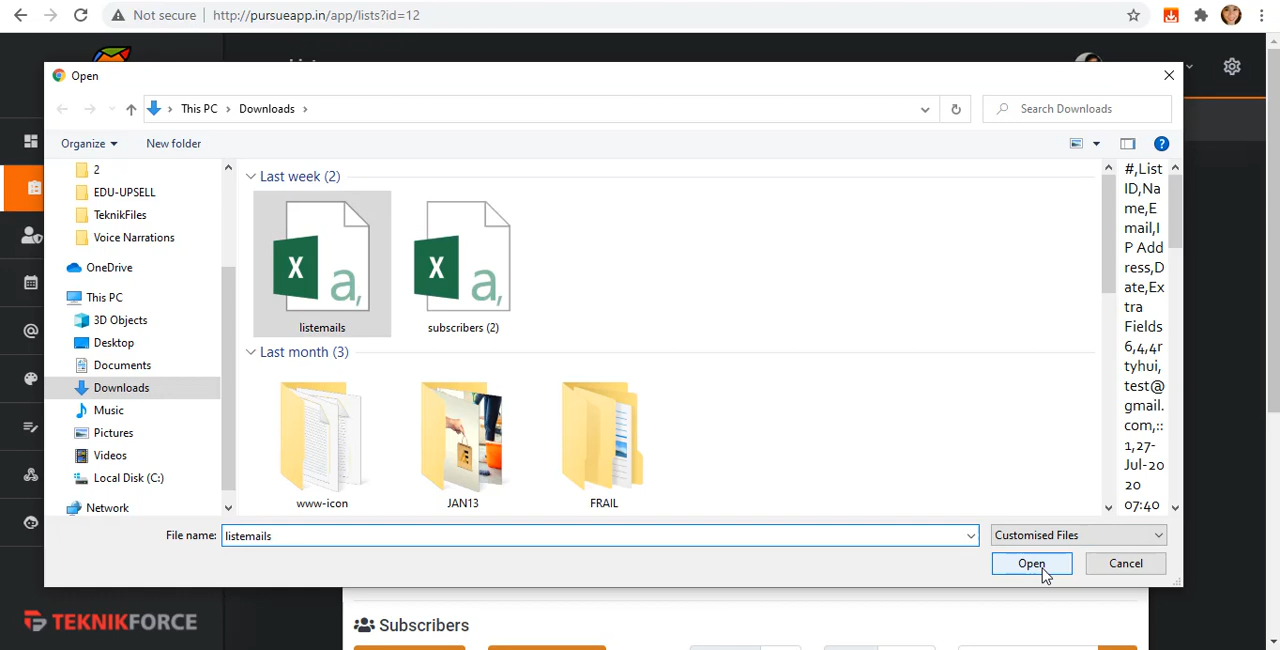 Not secure
http://pursueapp.in/app/lists?id=12
Open
This PC
Downloads
Search Downloads
Organize
New folder
2
EDU-UPSELL
TeknikFiles
Voice Narrations
OneDrive
This PC
3D Objects
Desktop
Documents
Downloads
Music
Pictures
Videos
Local Disk (C:)
Network
Last week (2)
X a,
X a,
listemails
subscribers (2)
Last month (3)
www-icon
JAN13
FRAIL
#,List
ID,Na
me,E
mail,I
P Add
ress,D
ate,Ex
tra
Fields
6,4,4r
tyhui,
test@
gmail.
com,::
1,27-
Jul-20
20
07:40
File name:
listemails
Customised Files
Open
Cancel
TEKNIKFORCE
Subscribers